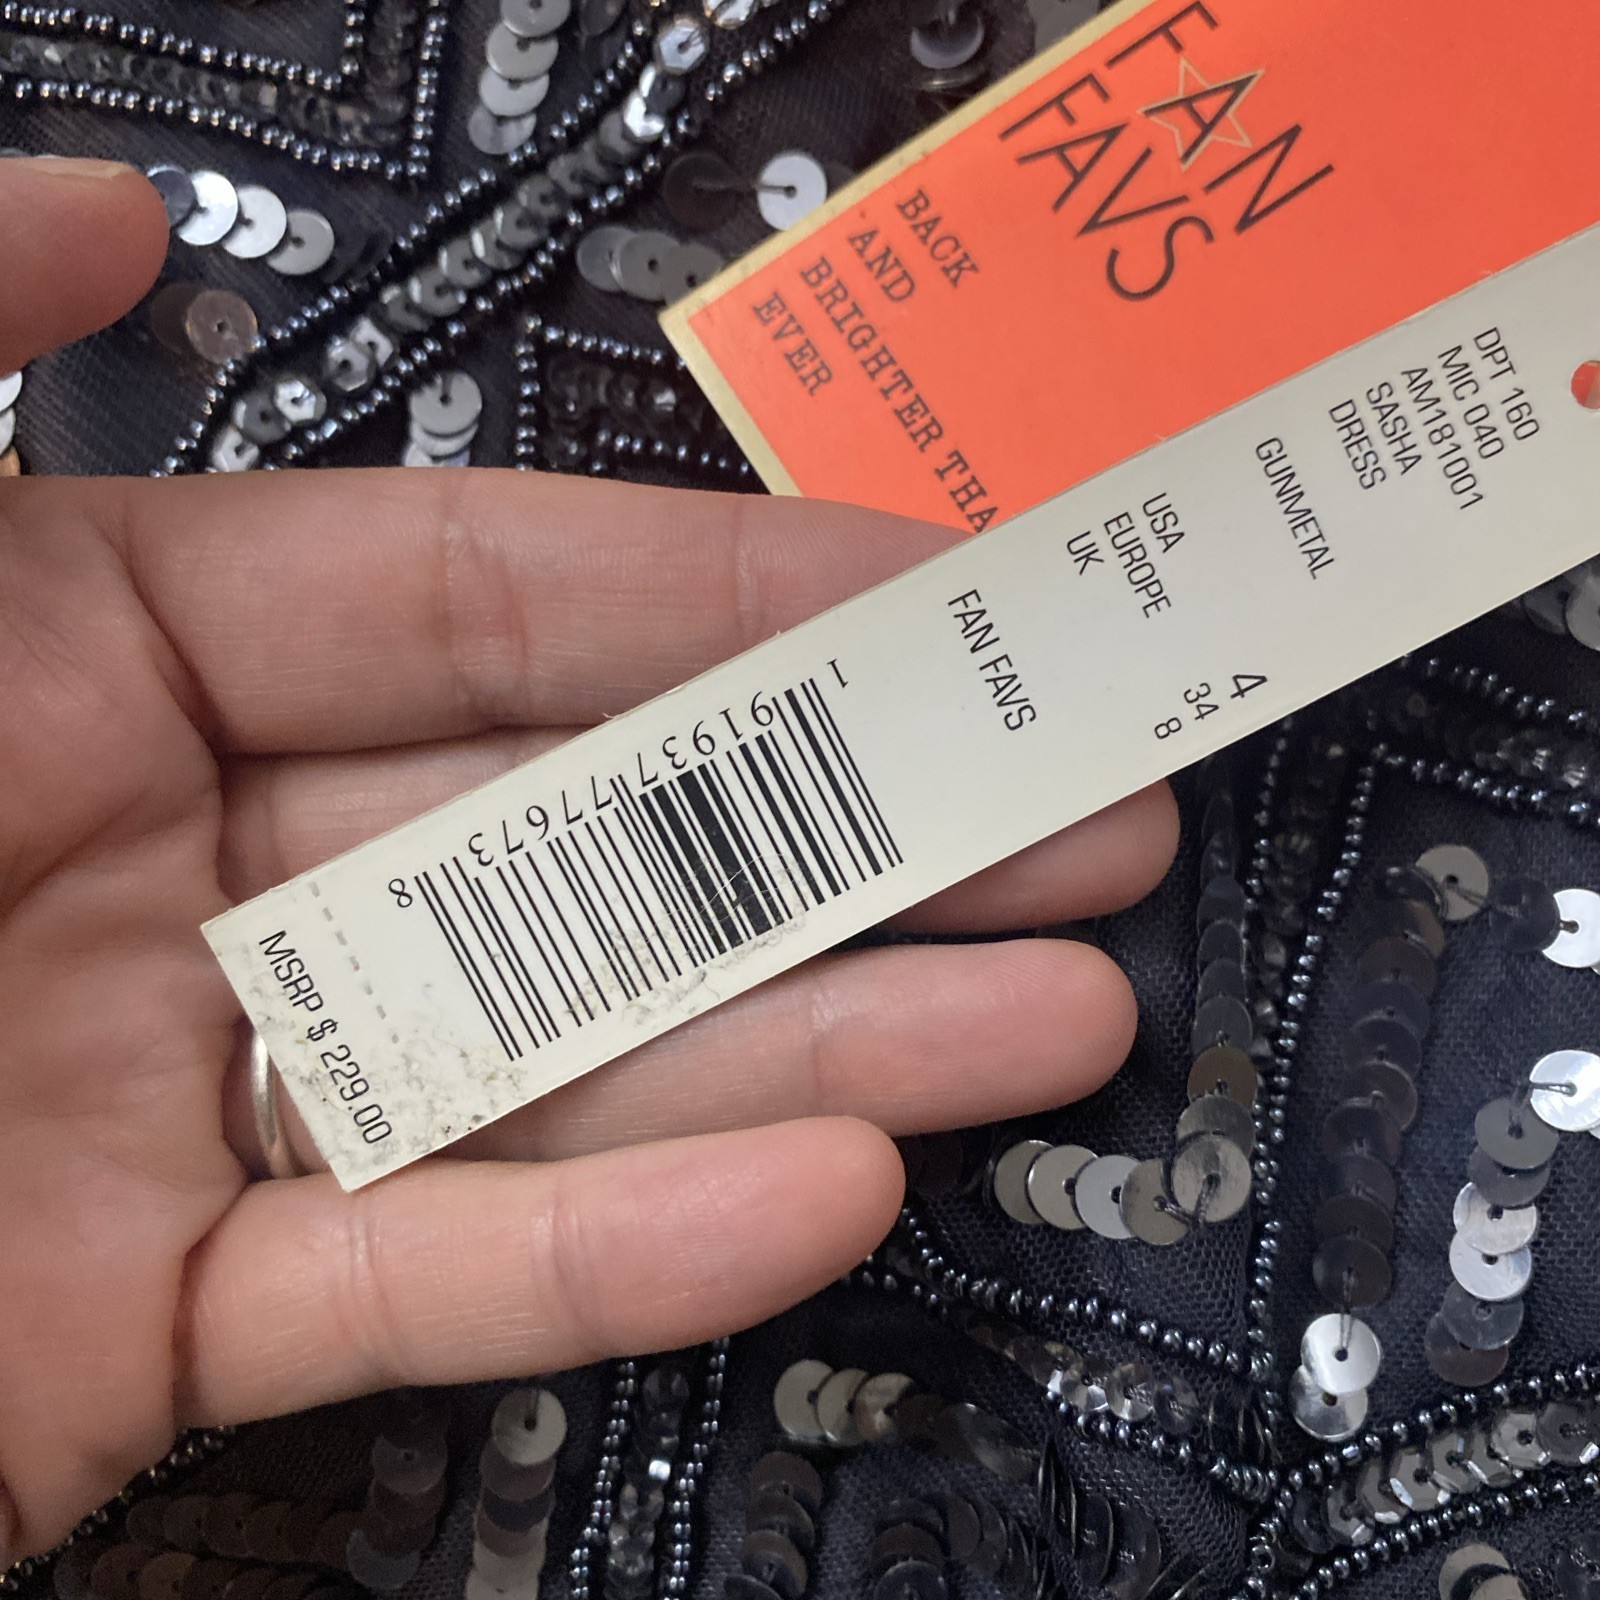 FAN
FAVS
BACK
AND
BRIGHTER THA
EVER
DPT 160
MIC 040
AM181001
SASHA
DRESS
GUNMETAL
USA 4
EUROPE 34
UK 8
FAN FAVS
1 91937 77673 8
MSRP $ 229.00